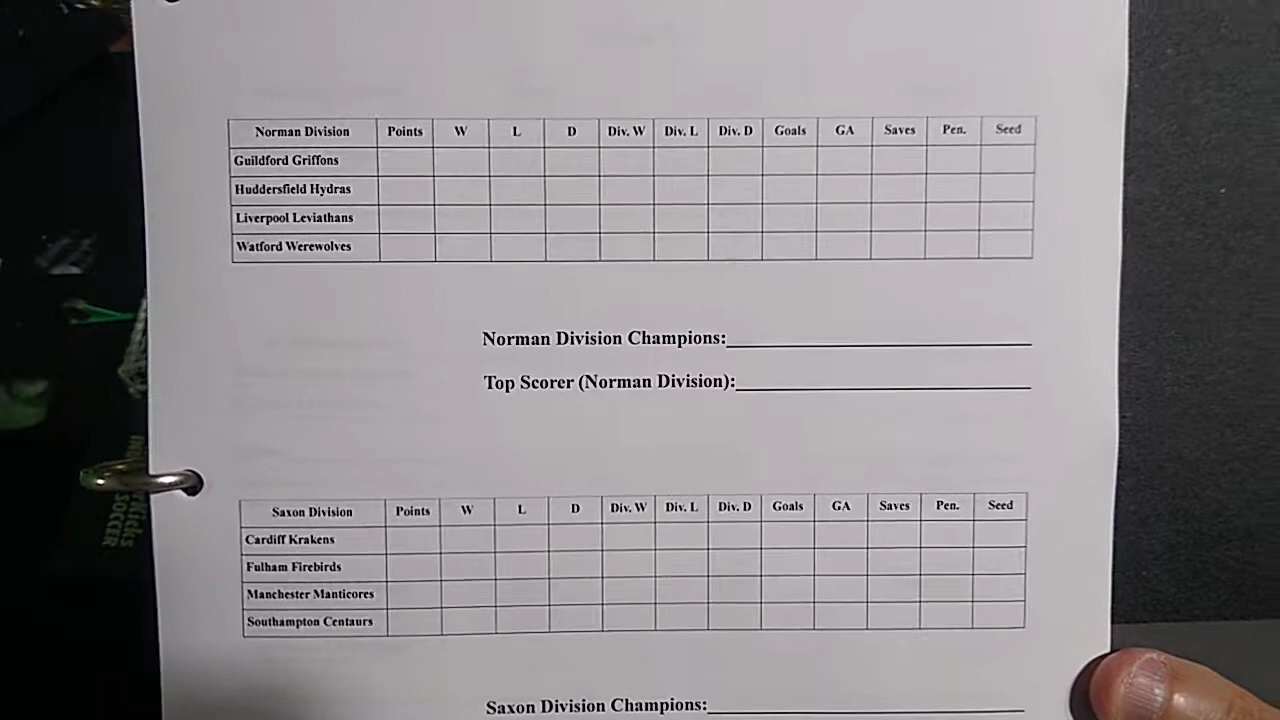 Norman Division Points W L D Div. W Div. L Div. D Goals GA Saves Pen. Seed
Guildford Griffons
Huddersfield Hydras
Liverpool Leviathans
Watford Werewolves
Norman Division Champions:
Top Scorer (Norman Division):
Saxon Division Points W L D Div. W Div. L Div. D Goals GA Saves Pen. Seed
Cardiff Krakens
Fulham Firebirds
Manchester Manticores
Southampton Centaurs
Saxon Division Champions:
SOCCER